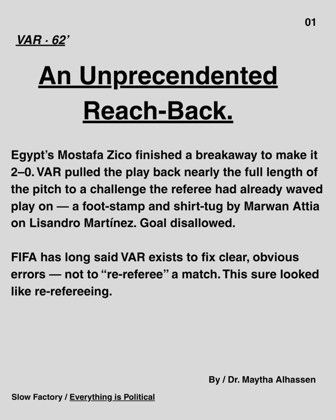 01
VAR · 62’
An Unprecendented
Reach-Back.
Egypt’s Mostafa Zico finished a breakaway to make it
2–0. VAR pulled the play back nearly the full length of
the pitch to a challenge the referee had already waved
play on — a foot-stamp and shirt-tug by Marwan Attia
on Lisandro Martínez. Goal disallowed.
FIFA has long said VAR exists to fix clear, obvious
errors — not to “re-referee” a match. This sure looked
like re-refereeing.
By / Dr. Maytha Alhassen
Slow Factory / Everything is Political